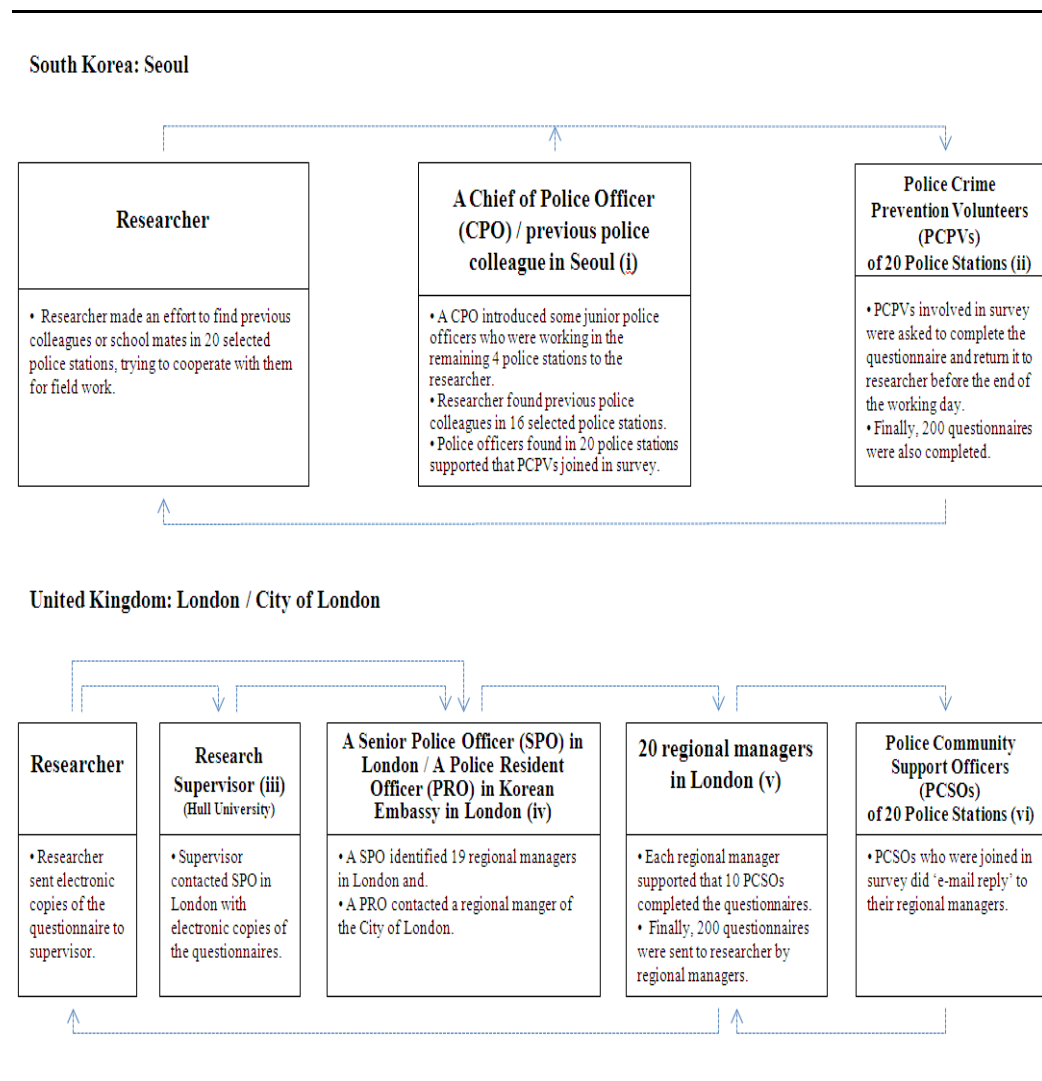 South Korea: Seoul
Researcher
• Researcher made an effort to find previous
colleagues or school mates in 20 selected
police stations, trying to cooperate with them
for field work.
A Chief of Police Officer
(CPO) / previous police
colleague in Seoul (i)
• A CPO introduced some junior police
officers who were working in the
remaining 4 police stations to the
researcher.
• Researcher found previous police
colleagues in 16 selected police stations.
• Police officers found in 20 police stations
supported that PCPVs joined in survey.
Police Crime
Prevention Volunteers
(PCPVs)
of 20 Police Stations (ii)
• PCPVs involved in survey
were asked to complete the
questionnaire and return it to
researcher before the end of
the working day.
• Finally, 200 questionnaires
were also completed.
United Kingdom: London / City of London
Researcher
• Researcher
sent electronic
copies of the
questionnaire to
supervisor.
Research
Supervisor (iii)
(Hull University)
• Supervisor
contacted SPO in
London with
electronic copies of
the questionnaires.
A Senior Police Officer (SPO) in
London / A Police Resident
Officer (PRO) in Korean
Embassy in London (iv)
• A SPO identified 19 regional managers
in London and.
• A PRO contacted a regional manger of
the City of London.
20 regional managers
in London (v)
• Each regional manager
supported that 10 PCSOs
completed the questionnaires.
• Finally, 200 questionnaires
were sent to researcher by
regional managers.
Police Community
Support Officers
(PCSOs)
of 20 Police Stations (vi)
• PCSOs who were joined in
survey did ‘e-mail reply’ to
their regional managers.